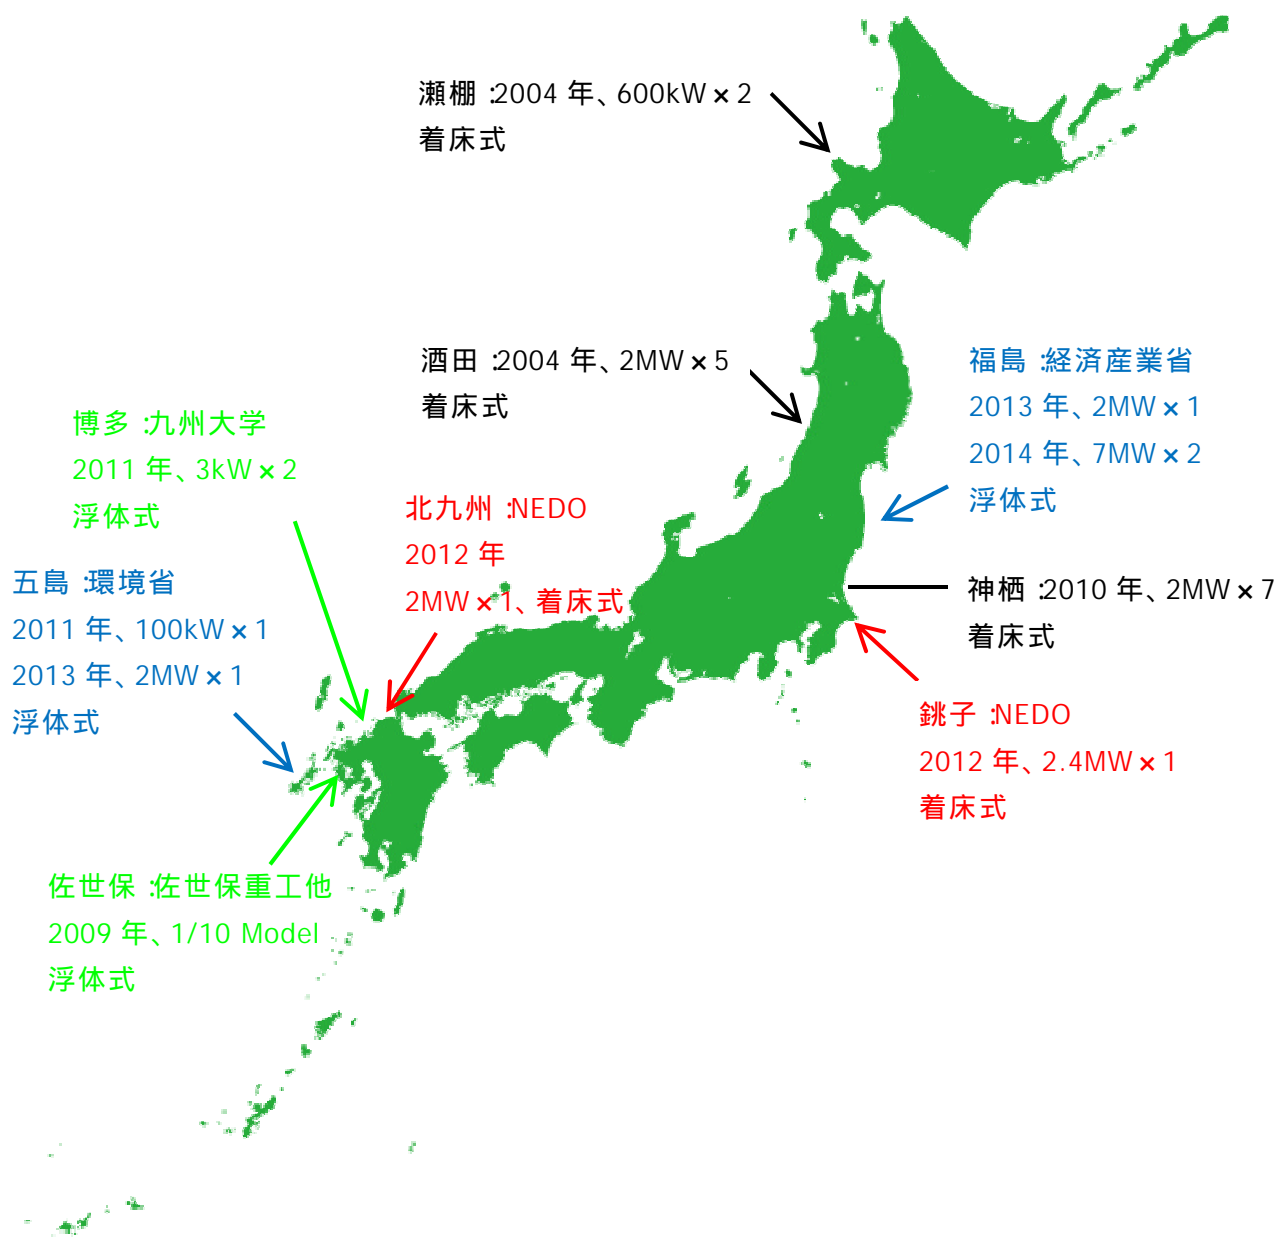 瀬棚:2004 年、600kW×2
着床式
酒田:2004 年、2MW×5
着床式
福島:経済産業省
2013 年、2MW×1
2014 年、7MW×2
浮体式
博多:九州大学
2011 年、3kW×2
浮体式
北九州:NEDO
2012 年
2MW×1、着床式
五島:環境省
2011 年、100kW×1
2013 年、2MW×1
浮体式
神栖:2010 年、2MW×7
着床式
銚子:NEDO
2012 年、2.4MW×1
着床式
佐世保:佐世保重工他
2009 年、1/10 Model
浮体式